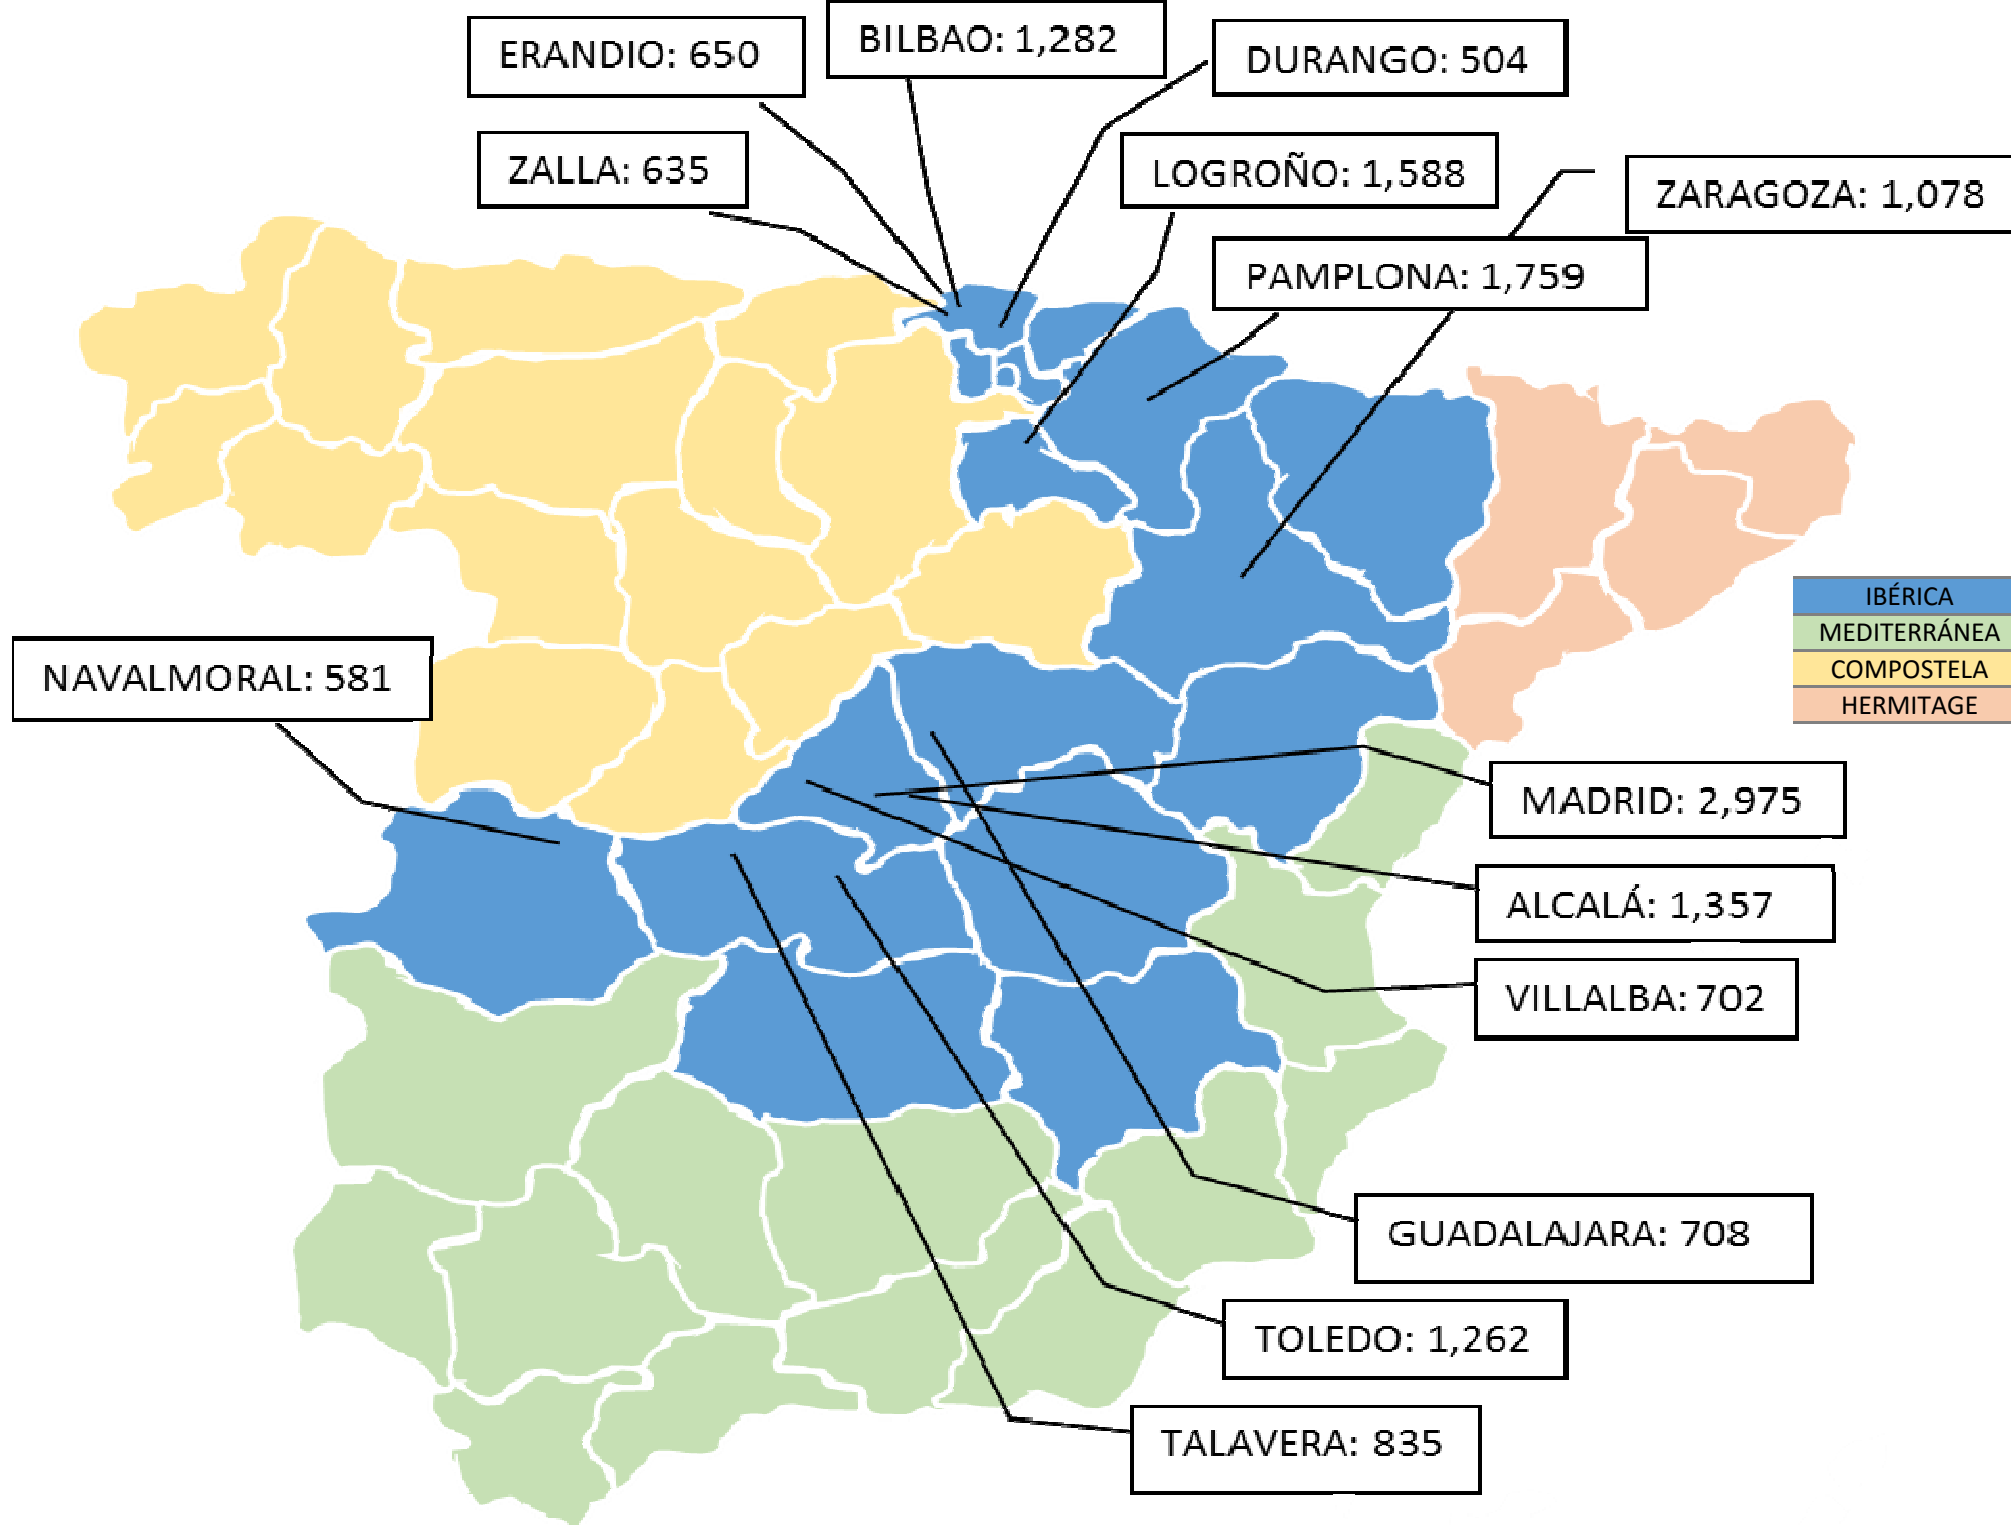 ERANDIO: 650
BILBAO: 1,282
DURANGO: 504
ZALLA: 635
LOGROÑO: 1,588
ZARAGOZA: 1,078
PAMPLONA: 1,759
IBÉRICA
MEDITERRÁNEA
COMPOSTELA
HERMITAGE
NAVALMORAL: 581
MADRID: 2,975
ALCALÁ: 1,357
VILLALBA: 702
GUADALAJARA: 708
TOLEDO: 1,262
TALAVERA: 835